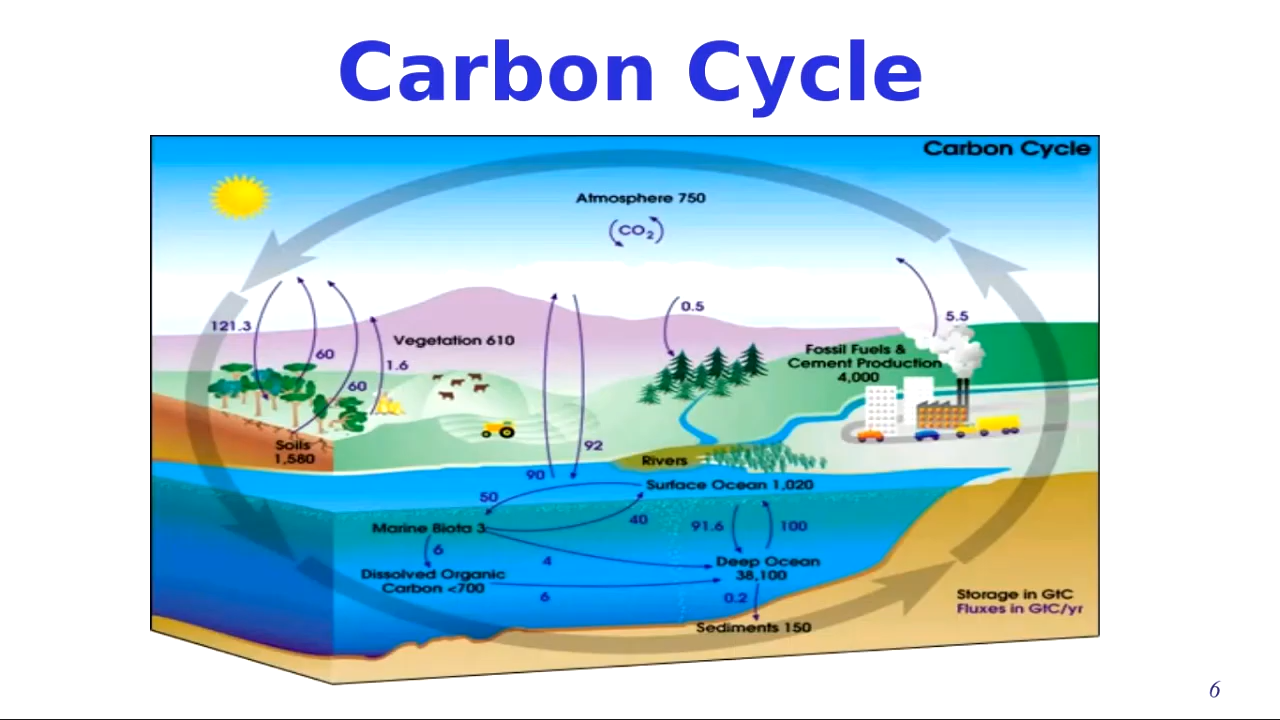 Carbon Cycle
Carbon Cycle
Atmosphere 750
CO2
121.3
60
60
1.6
Vegetation 610
0.5
5.5
Fossil Fuels &
Cement Production
4,000
Soils
1,580
90
92
Rivers
Surface Ocean 1,020
50
40
Marine Biota 3
91.6
100
6
4
Deep Ocean
38,100
Dissolved Organic
Carbon <700
6
0.2
Sediments 150
Storage in GtC
Fluxes in GtC/yr
6